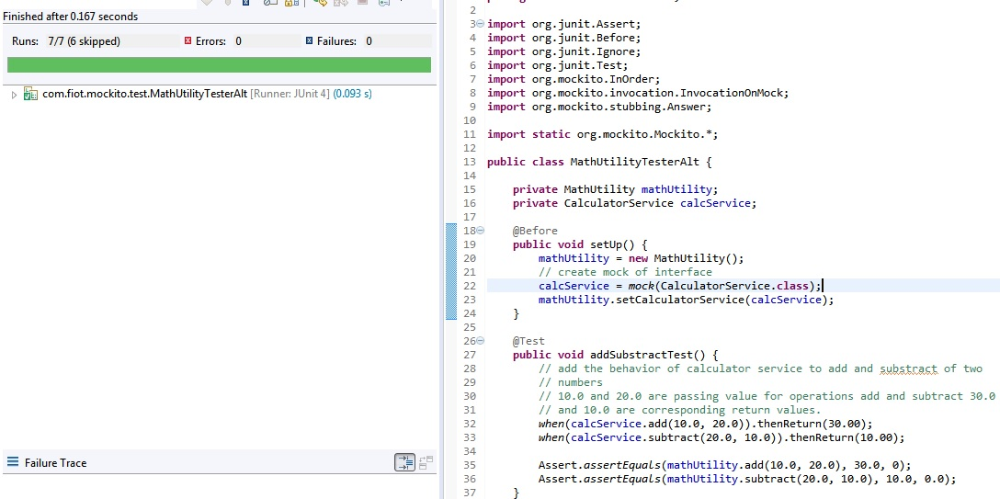 Finished after 0.167 seconds
Runs: 7/7 (6 skipped) Errors: 0 Failures: 0
com.fiot.mockito.test.MathUtilityTesterAlt [Runner: JUnit 4] (0.093 s)
Failure Trace
2
3 import org.junit.Assert;
4 import org.junit.Before;
5 import org.junit.Ignore;
6 import org.junit.Test;
7 import org.mockito.InOrder;
8 import org.mockito.invocation.InvocationOnMock;
9 import org.mockito.stubbing.Answer;
10
11 import static org.mockito.Mockito.*;
12
13 public class MathUtilityTesterAlt {
14
15 private MathUtility mathUtility;
16 private CalculatorService calcService;
17
18 @Before
19 public void setUp() {
20 mathUtility = new MathUtility();
21 // create mock of interface
22 calcService = mock(CalculatorService.class);
23 mathUtility.setCalculatorService(calcService);
24 }
25
26 @Test
27 public void addSubstractTest() {
28 // add the behavior of calculator service to add and substract of two
29 // numbers
30 // 10.0 and 20.0 are passing value for operations add and subtract 30.0
31 // and 10.0 are corresponding return values.
32 when(calcService.add(10.0, 20.0)).thenReturn(30.00);
33 when(calcService.subtract(20.0, 10.0)).thenReturn(10.00);
34
35 Assert.assertEquals(mathUtility.add(10.0, 20.0), 30.0, 0);
36 Assert.assertEquals(mathUtility.subtract(20.0, 10.0), 10.0, 0.0);
37 }